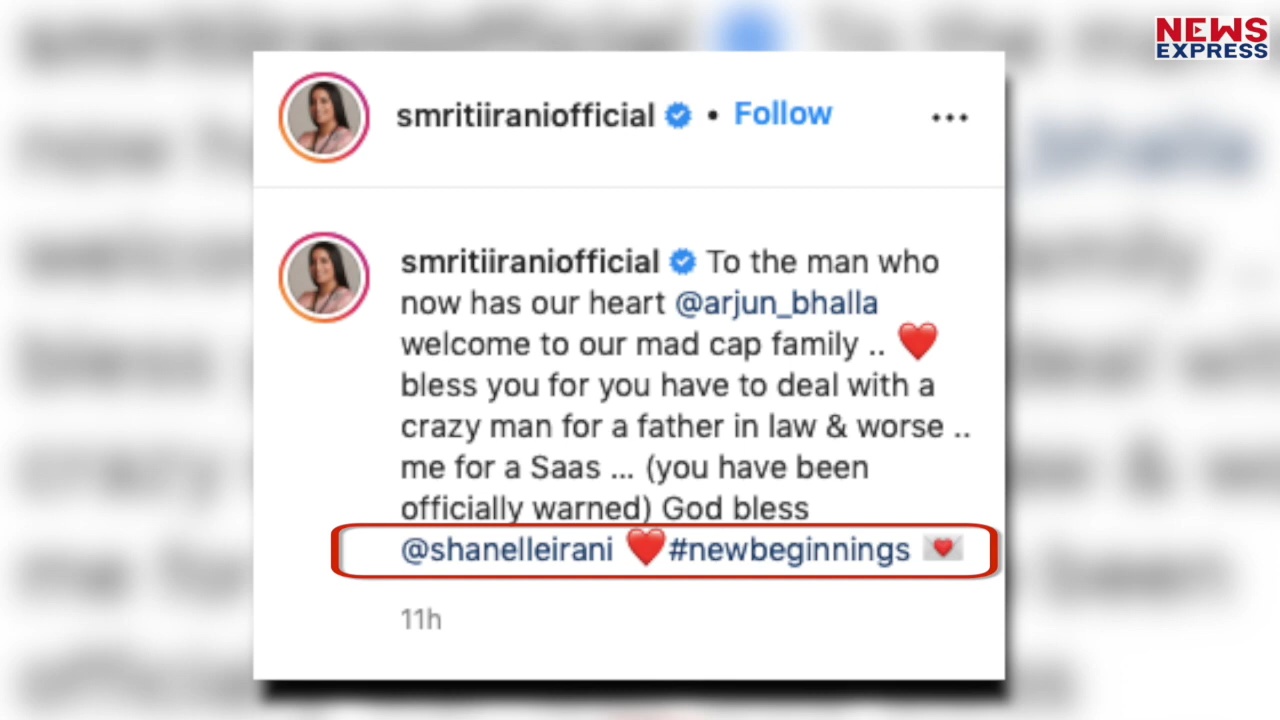 NEWS
EXPRESS
smritiiraniofficial • Follow
smritiiraniofficial To the man who
now has our heart @arjun_bhalla
welcome to our mad cap family .. ❤️
bless you for you have to deal with a
crazy man for a father in law & worse ..
me for a Saas ... (you have been
officially warned) God bless
@shanelleirani ❤️#newbeginnings 💌
11h